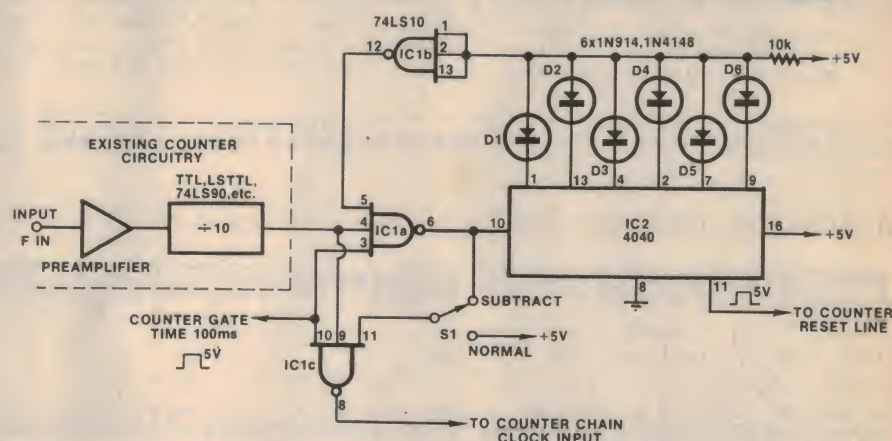 74LS10
12
IC1b
1
2
13
6x1N914,1N4148
10k
+5V
D1
D2
D3
D4
D5
D6
1
13
4
2
7
9
EXISTING COUNTER
CIRCUITRY
TTL,LSTTL,
74LS90,etc.
INPUT
F IN
÷10
PREAMPLIFIER
5
4
3
IC1a
6
10
IC2
4040
16
+5V
8
11
5V
TO COUNTER
RESET LINE
SUBTRACT
S1
+5V
NORMAL
COUNTER GATE
TIME 100ms
5V
10
9
11
IC1c
8
TO COUNTER CHAIN
CLOCK INPUT